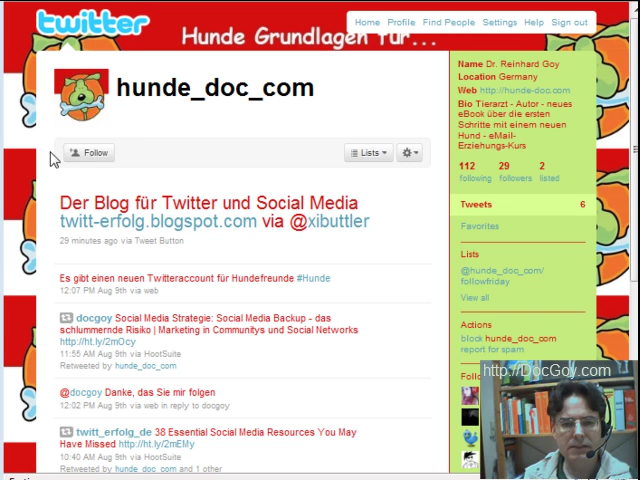 twitter
Home Profile Find People Settings Help Sign out
Hunde Grundlagen für...
hunde_doc_com
Follow
Lists
Der Blog für Twitter und Social Media
twitt-erfolg.blogspot.com via @xibuttler
29 minutes ago via Tweet Button
Es gibt einen neuen Twitteraccount für Hundefreunde #Hunde
12:07 PM Aug 9th via web
docgoy Social Media Strategie: Social Media Backup - das
schlummernde Risiko | Marketing in Communitys und Social Networks
http://ht.ly/2mOcy
11:55 AM Aug 9th via HootSuite
Retweeted by hunde_doc_com
@docgoy Danke, das Sie mir folgen
12:02 PM Aug 9th via web in reply to docgoy
twitt_erfolg_de 38 Essential Social Media Resources You May
Have Missed http://ht.ly/2mEMy
10:40 AM Aug 9th via HootSuite
Retweeted by hunde_doc_com and 1 other
Name Dr. Reinhard Goy
Location Germany
Web http://hunde-doc.com
Bio Tierarzt - Autor - neues
eBook über die ersten
Schritte mit einem neuen
Hund - eMail-
Erziehungs-Kurs
112 29 2
following followers listed
Tweets 6
Favorites
Lists
@hunde_doc_com/
followfriday
View all
Actions
block hunde_doc_com
report for spam
http://DocGoy.com